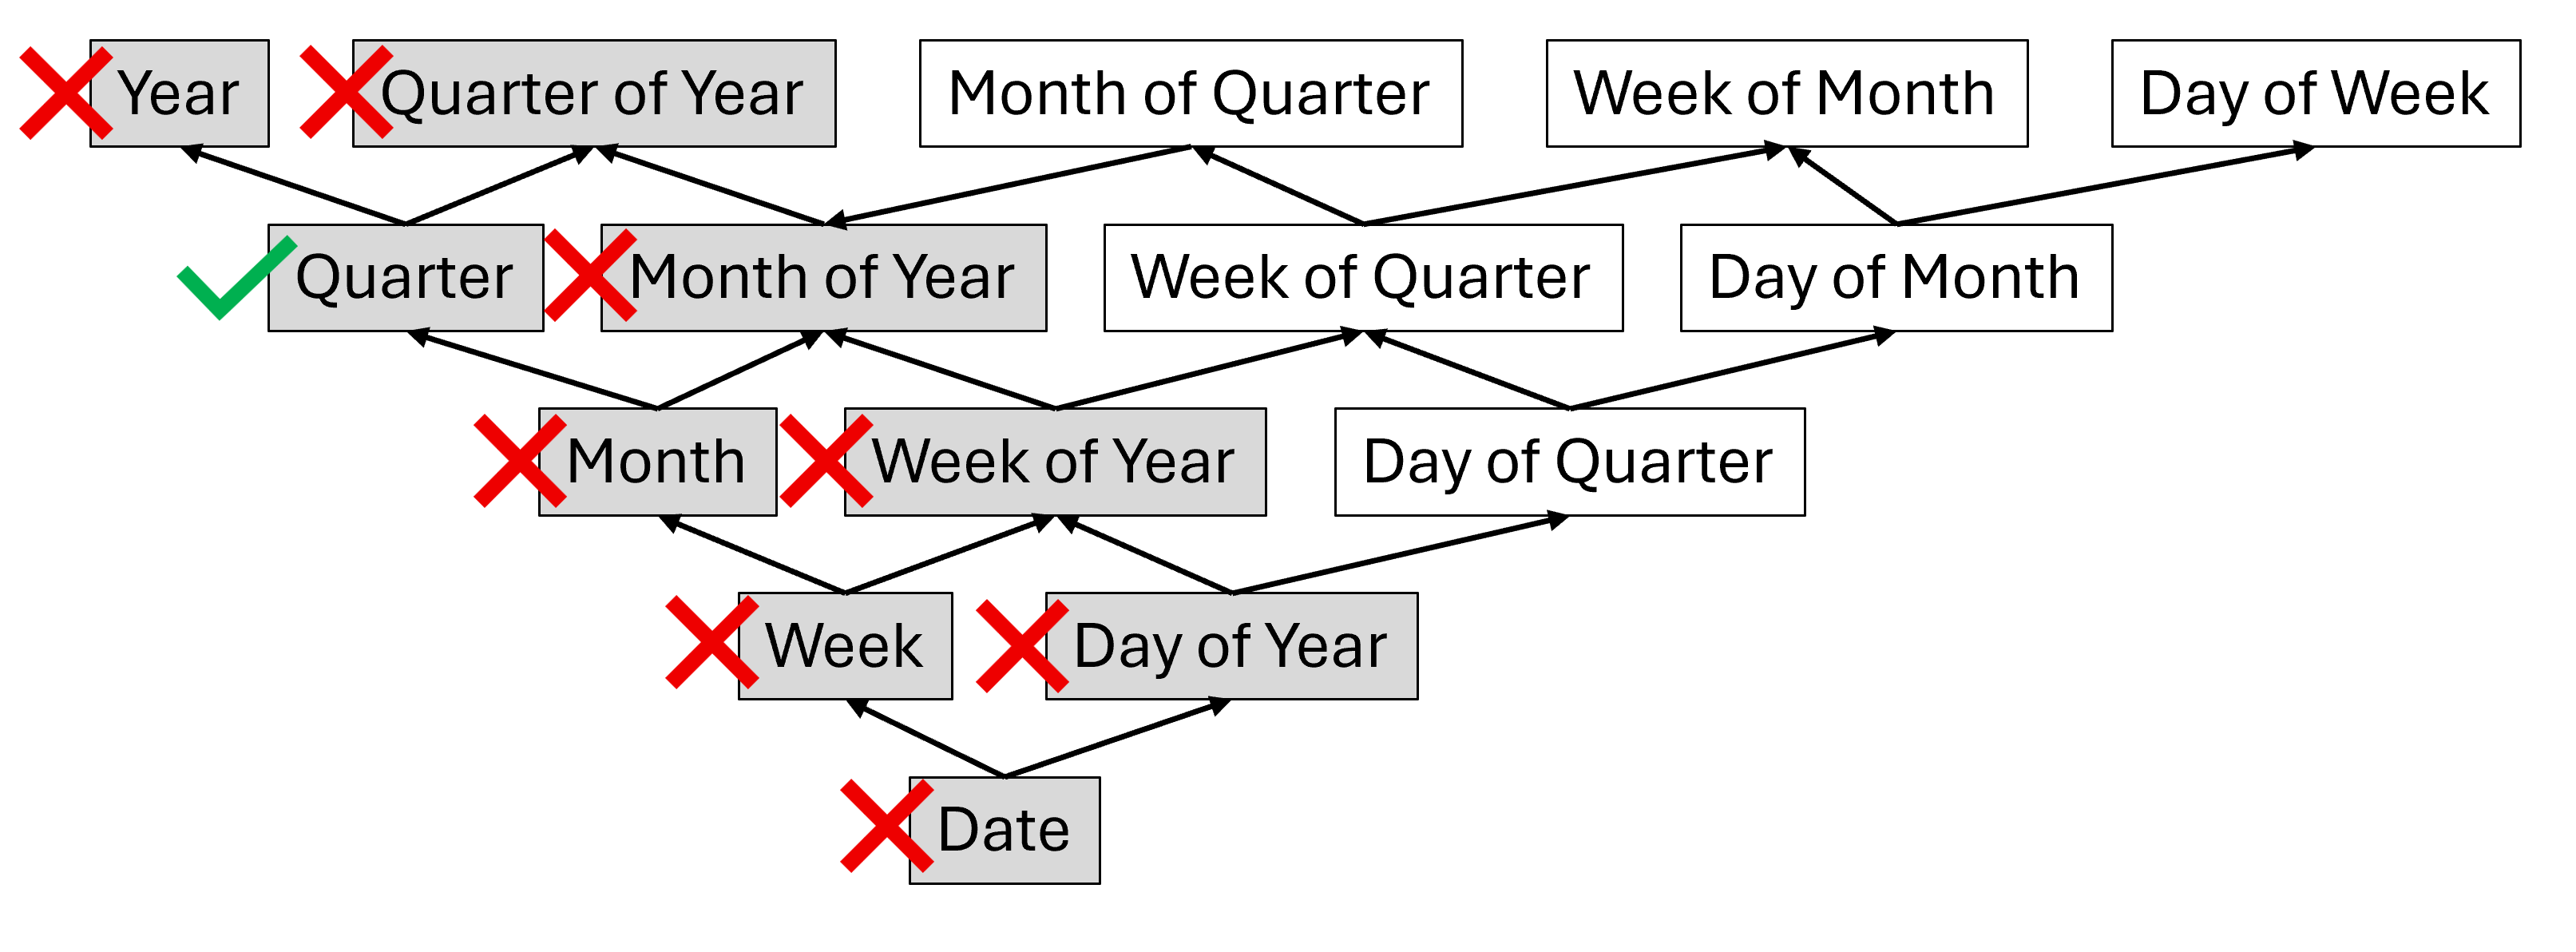 Year
Quarter of Year
Month of Quarter
Week of Month
Day of Week
Quarter
Month of Year
Week of Quarter
Day of Month
Month
Week of Year
Day of Quarter
Week
Day of Year
Date